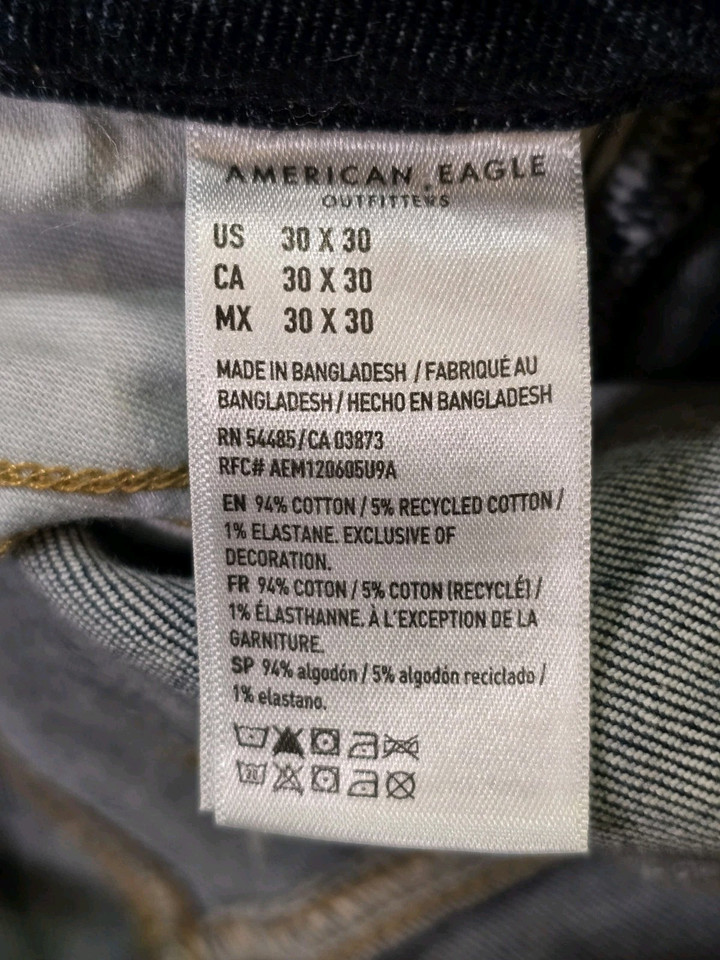 AMERICAN EAGLE
OUTFITTERS
US 30 X 30
CA 30 X 30
MX 30 X 30
MADE IN BANGLADESH / FABRIQUÉ AU
BANGLADESH / HECHO EN BANGLADESH
RN 54485/CA 03873
RFC# AEM120605U9A
EN 94% COTTON / 5% RECYCLED COTTON /
1% ELASTANE. EXCLUSIVE OF
DECORATION.
FR 94% COTON / 5% COTON (RECYCLÉ) /
1% ÉLASTHANNE. À L'EXCEPTION DE LA
GARNITURE.
SP 94% algodón / 5% algodón reciclado /
1% elastano.
30